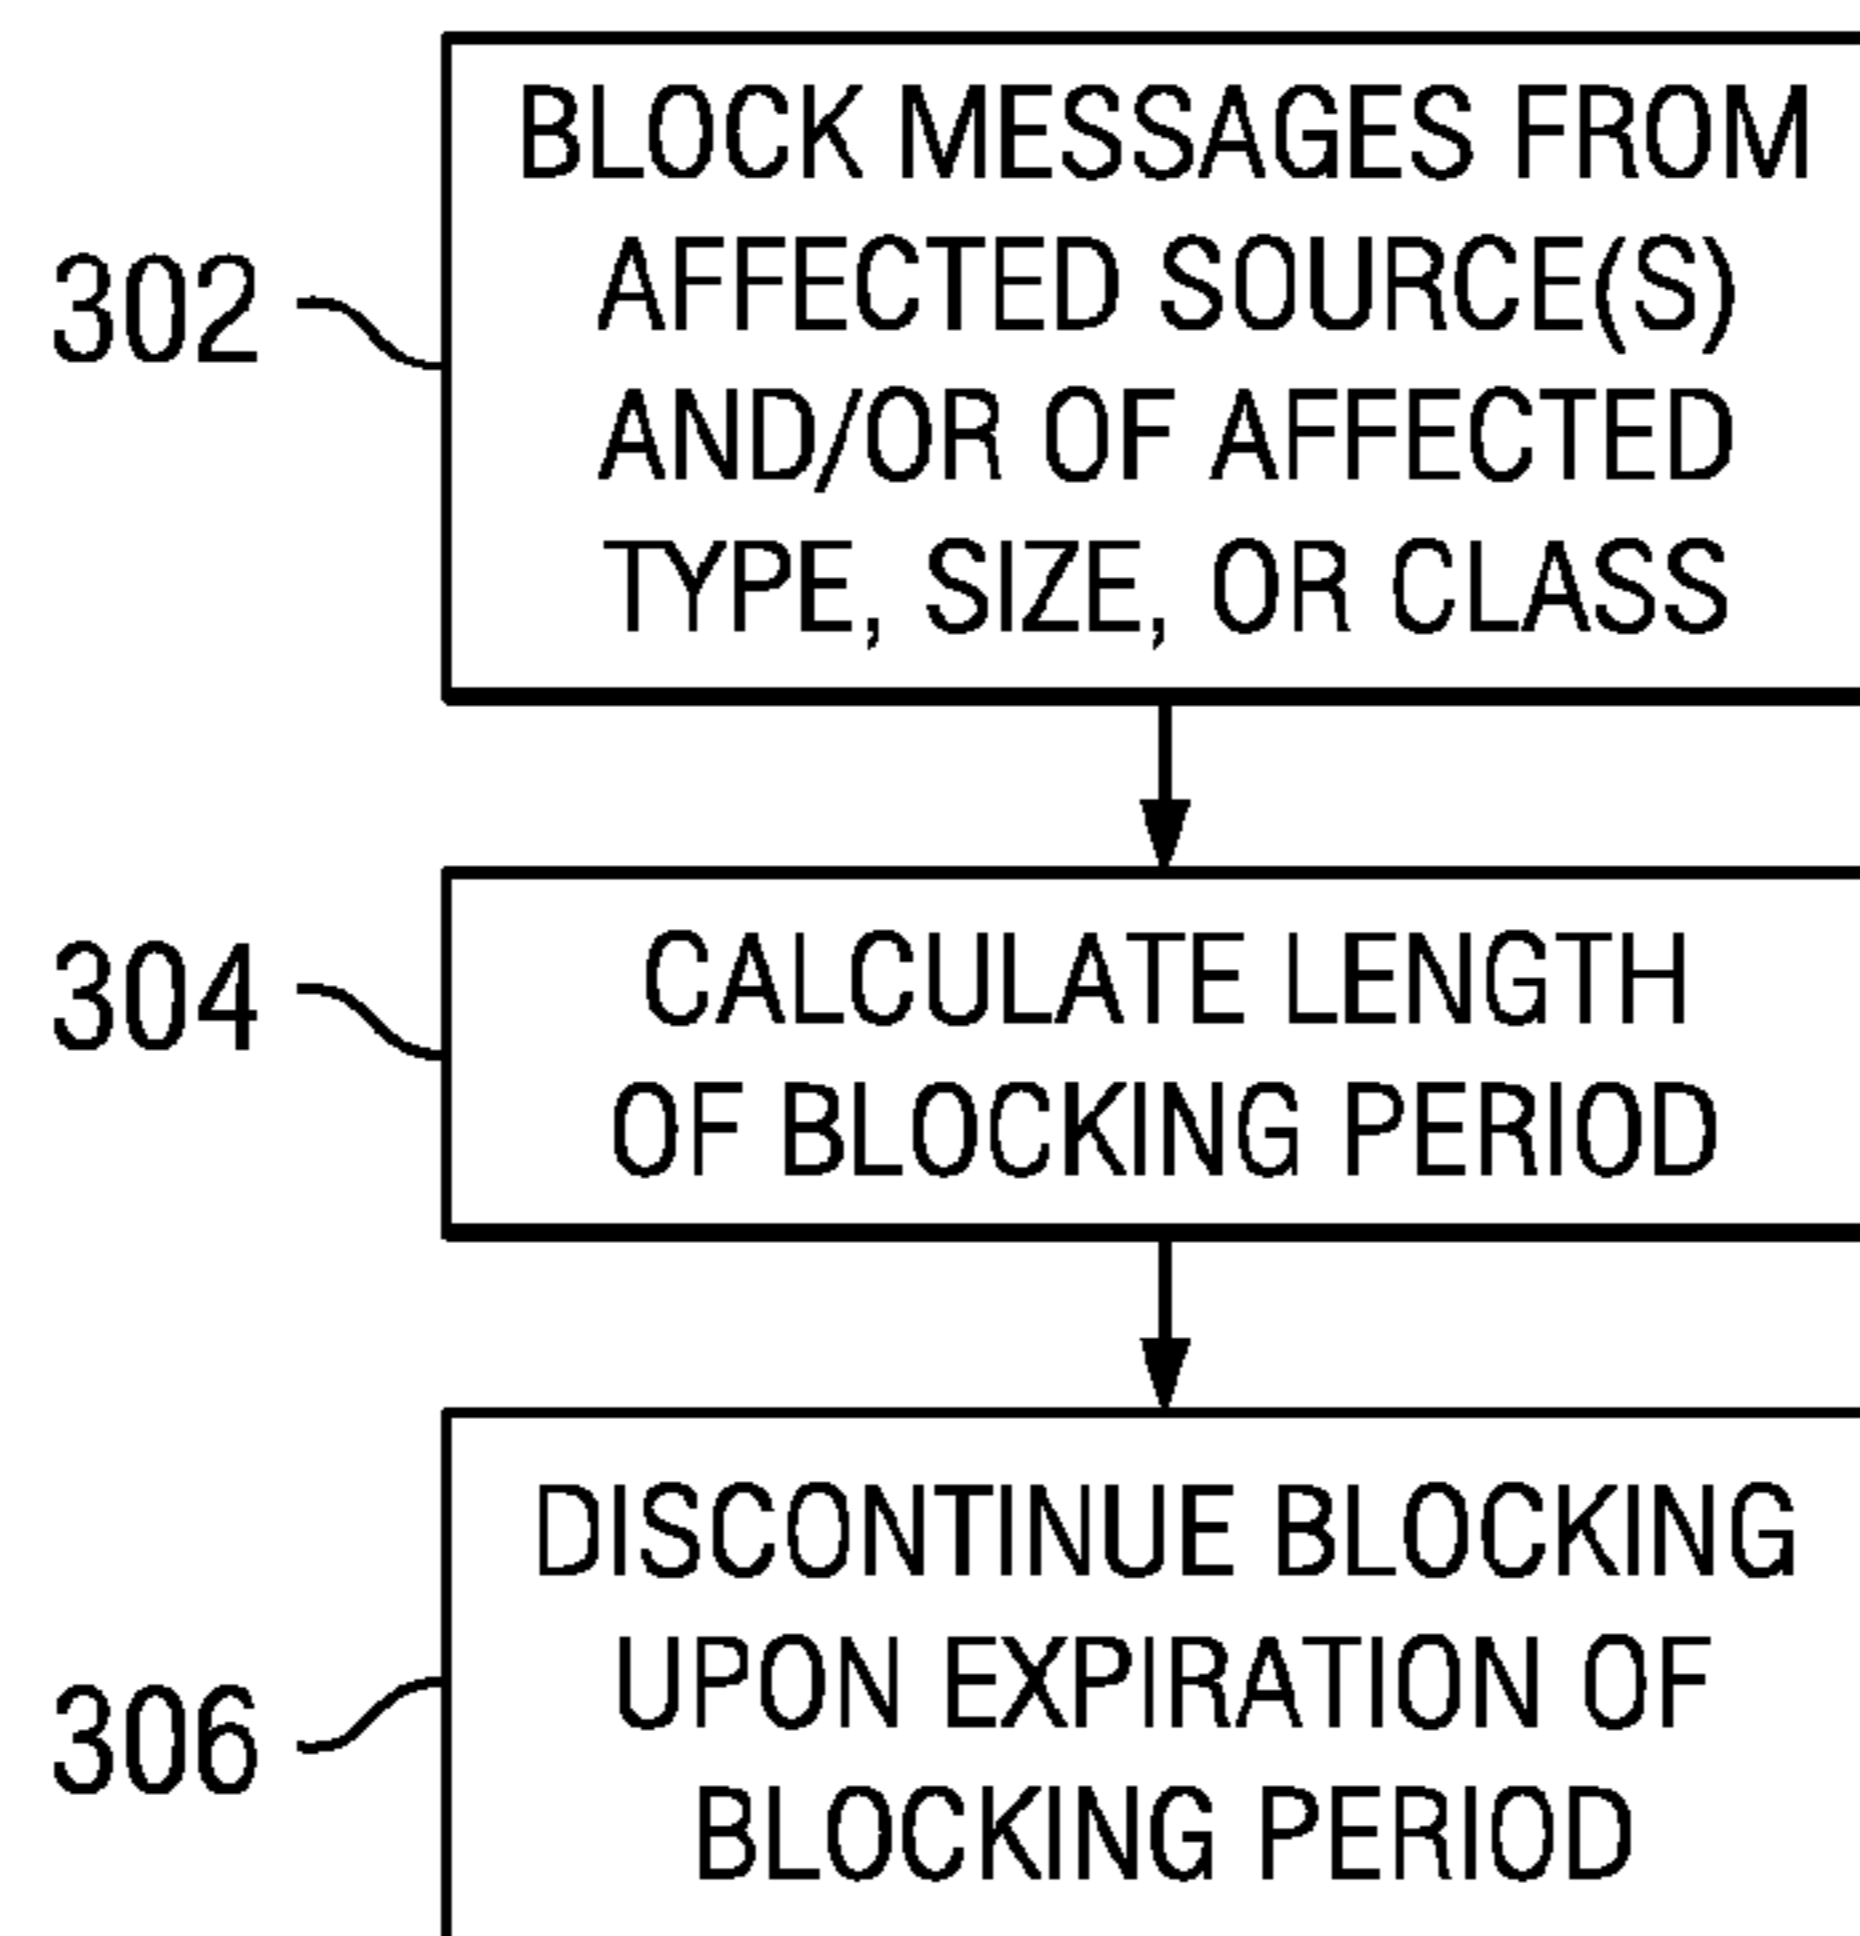 BLOCK MESSAGES FROM
AFFECTED SOURCE(S)
302
AND/OR OF AFFECTED
TYPE, SIZE, OR CLASS
CALCULATE LENGTH
304
OF BLOCKING PERIOD
DISCONTINUE BLOCKING
UPON EXPIRATION OF
306
BLOCKING PERIOD